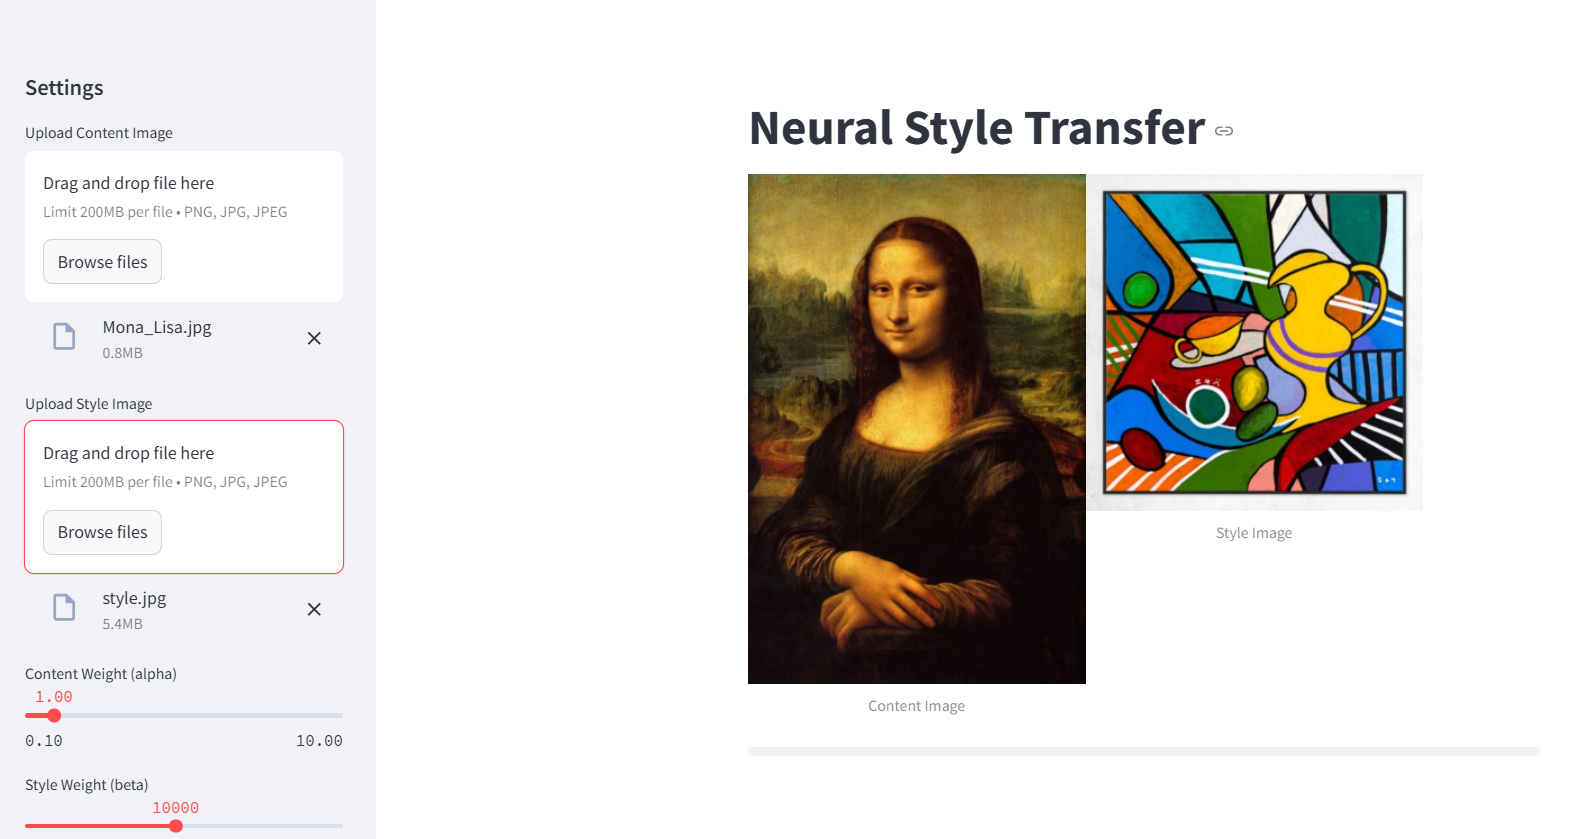 Settings
Upload Content Image
Drag and drop file here
Limit 200MB per file • PNG, JPG, JPEG
Browse files
Mona_Lisa.jpg
0.8MB
Upload Style Image
Drag and drop file here
Limit 200MB per file • PNG, JPG, JPEG
Browse files
style.jpg
5.4MB
Content Weight (alpha)
1.00
0.10 10.00
Style Weight (beta)
10000
Neural Style Transfer
Style Image
Content Image